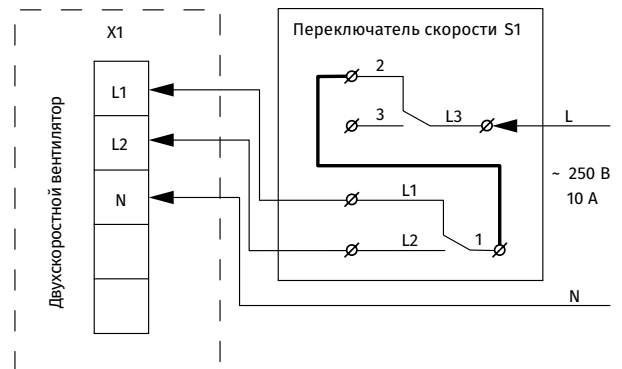 X1
Двухскоростной вентилятор
L1
L2
N
Переключатель скорости S1
2
3
L3
L1
L2
1
L
~ 250 В
10 А
N